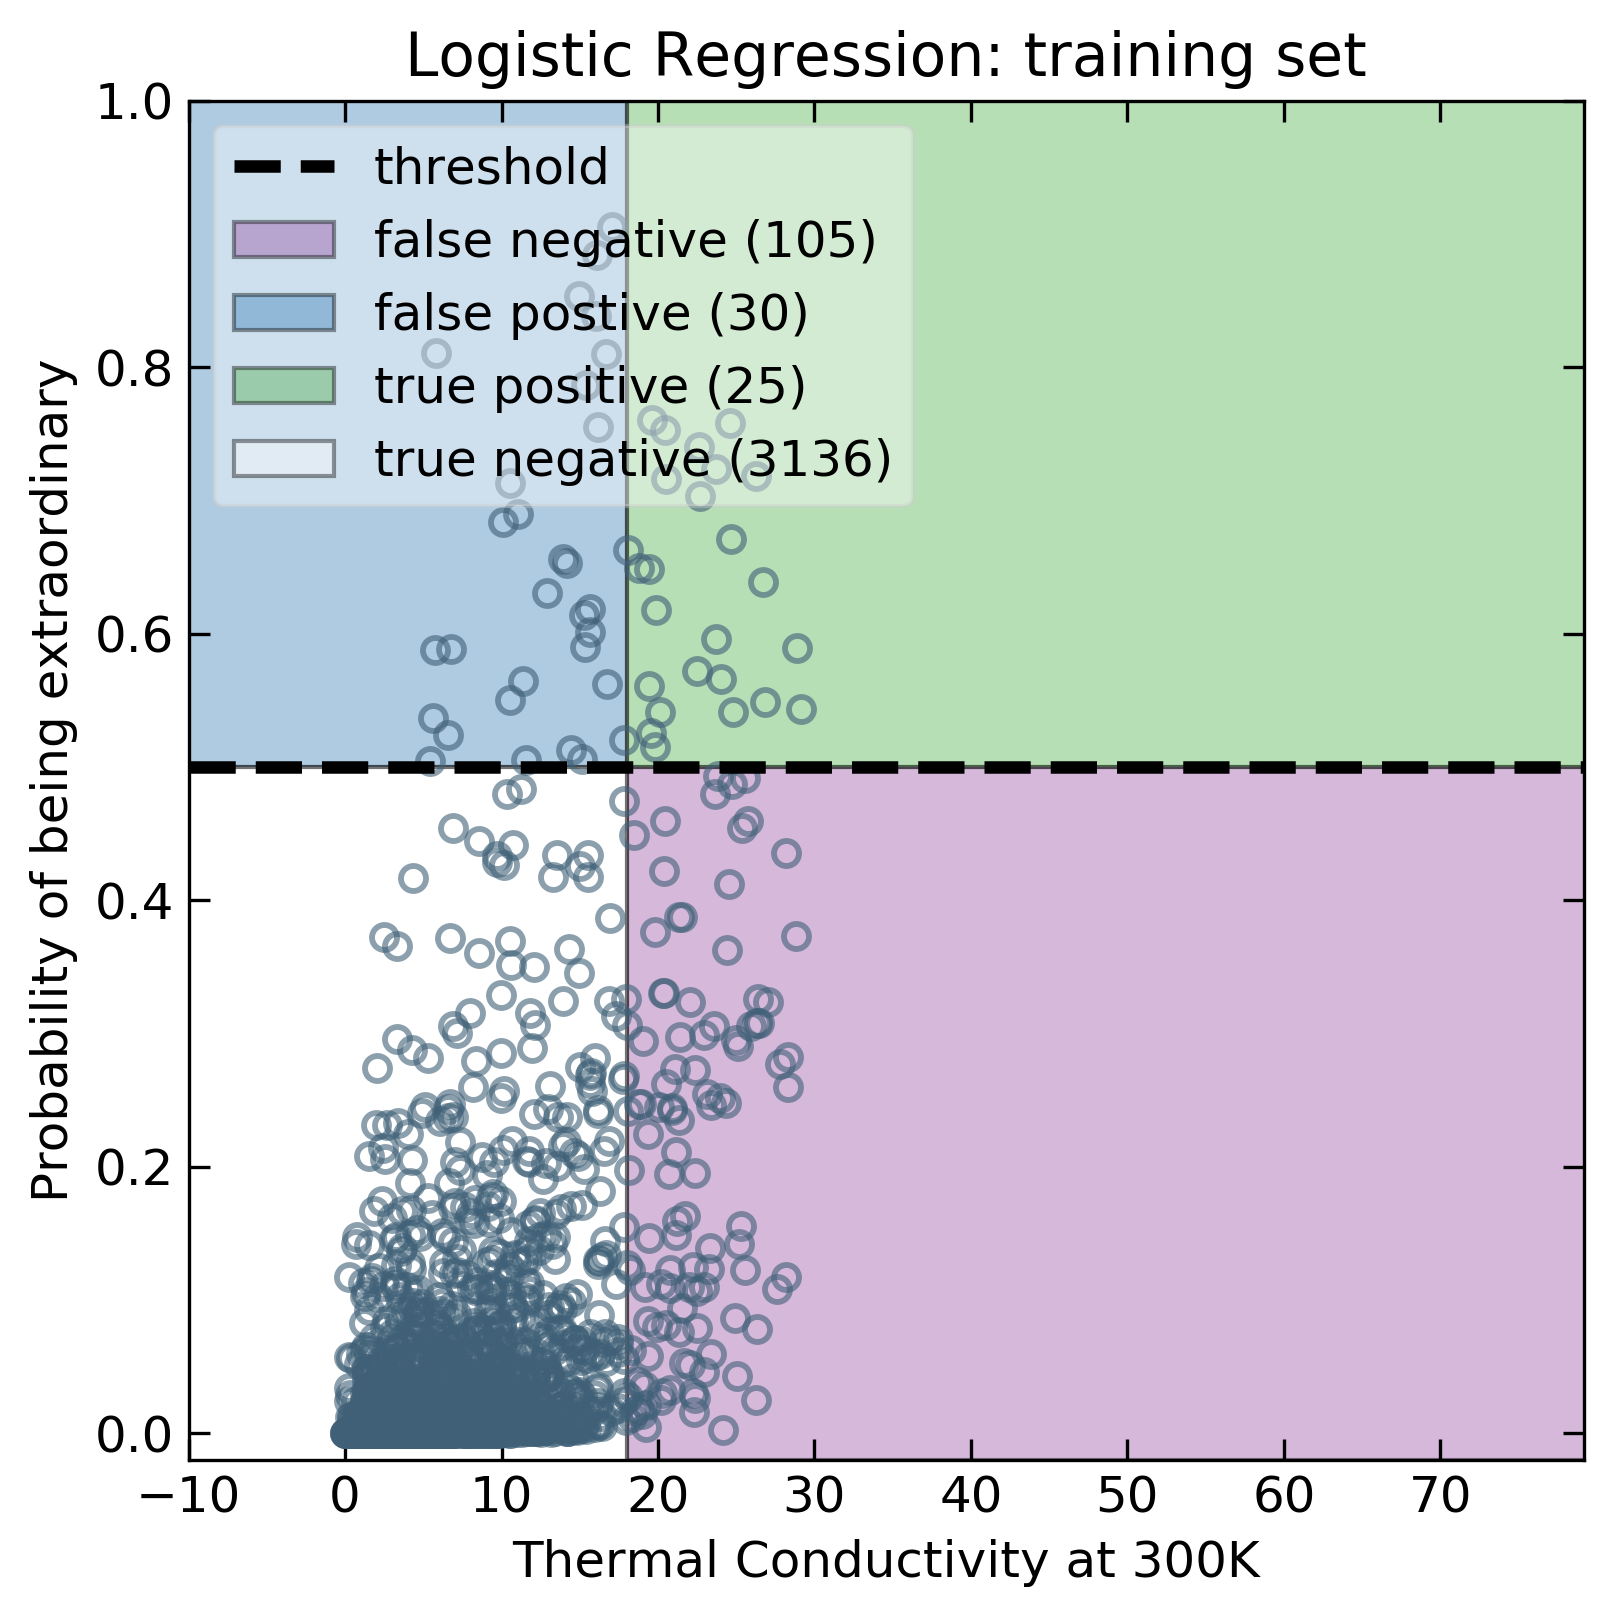 Logistic Regression: training set
1.0
0.8
0.6
0.4
0.2
0.0
Probability of being extraordinary
threshold
false negative (105)
false postive (30)
true positive (25)
true negative (3136)
−10 0 10 20 30 40 50 60 70
Thermal Conductivity at 300K